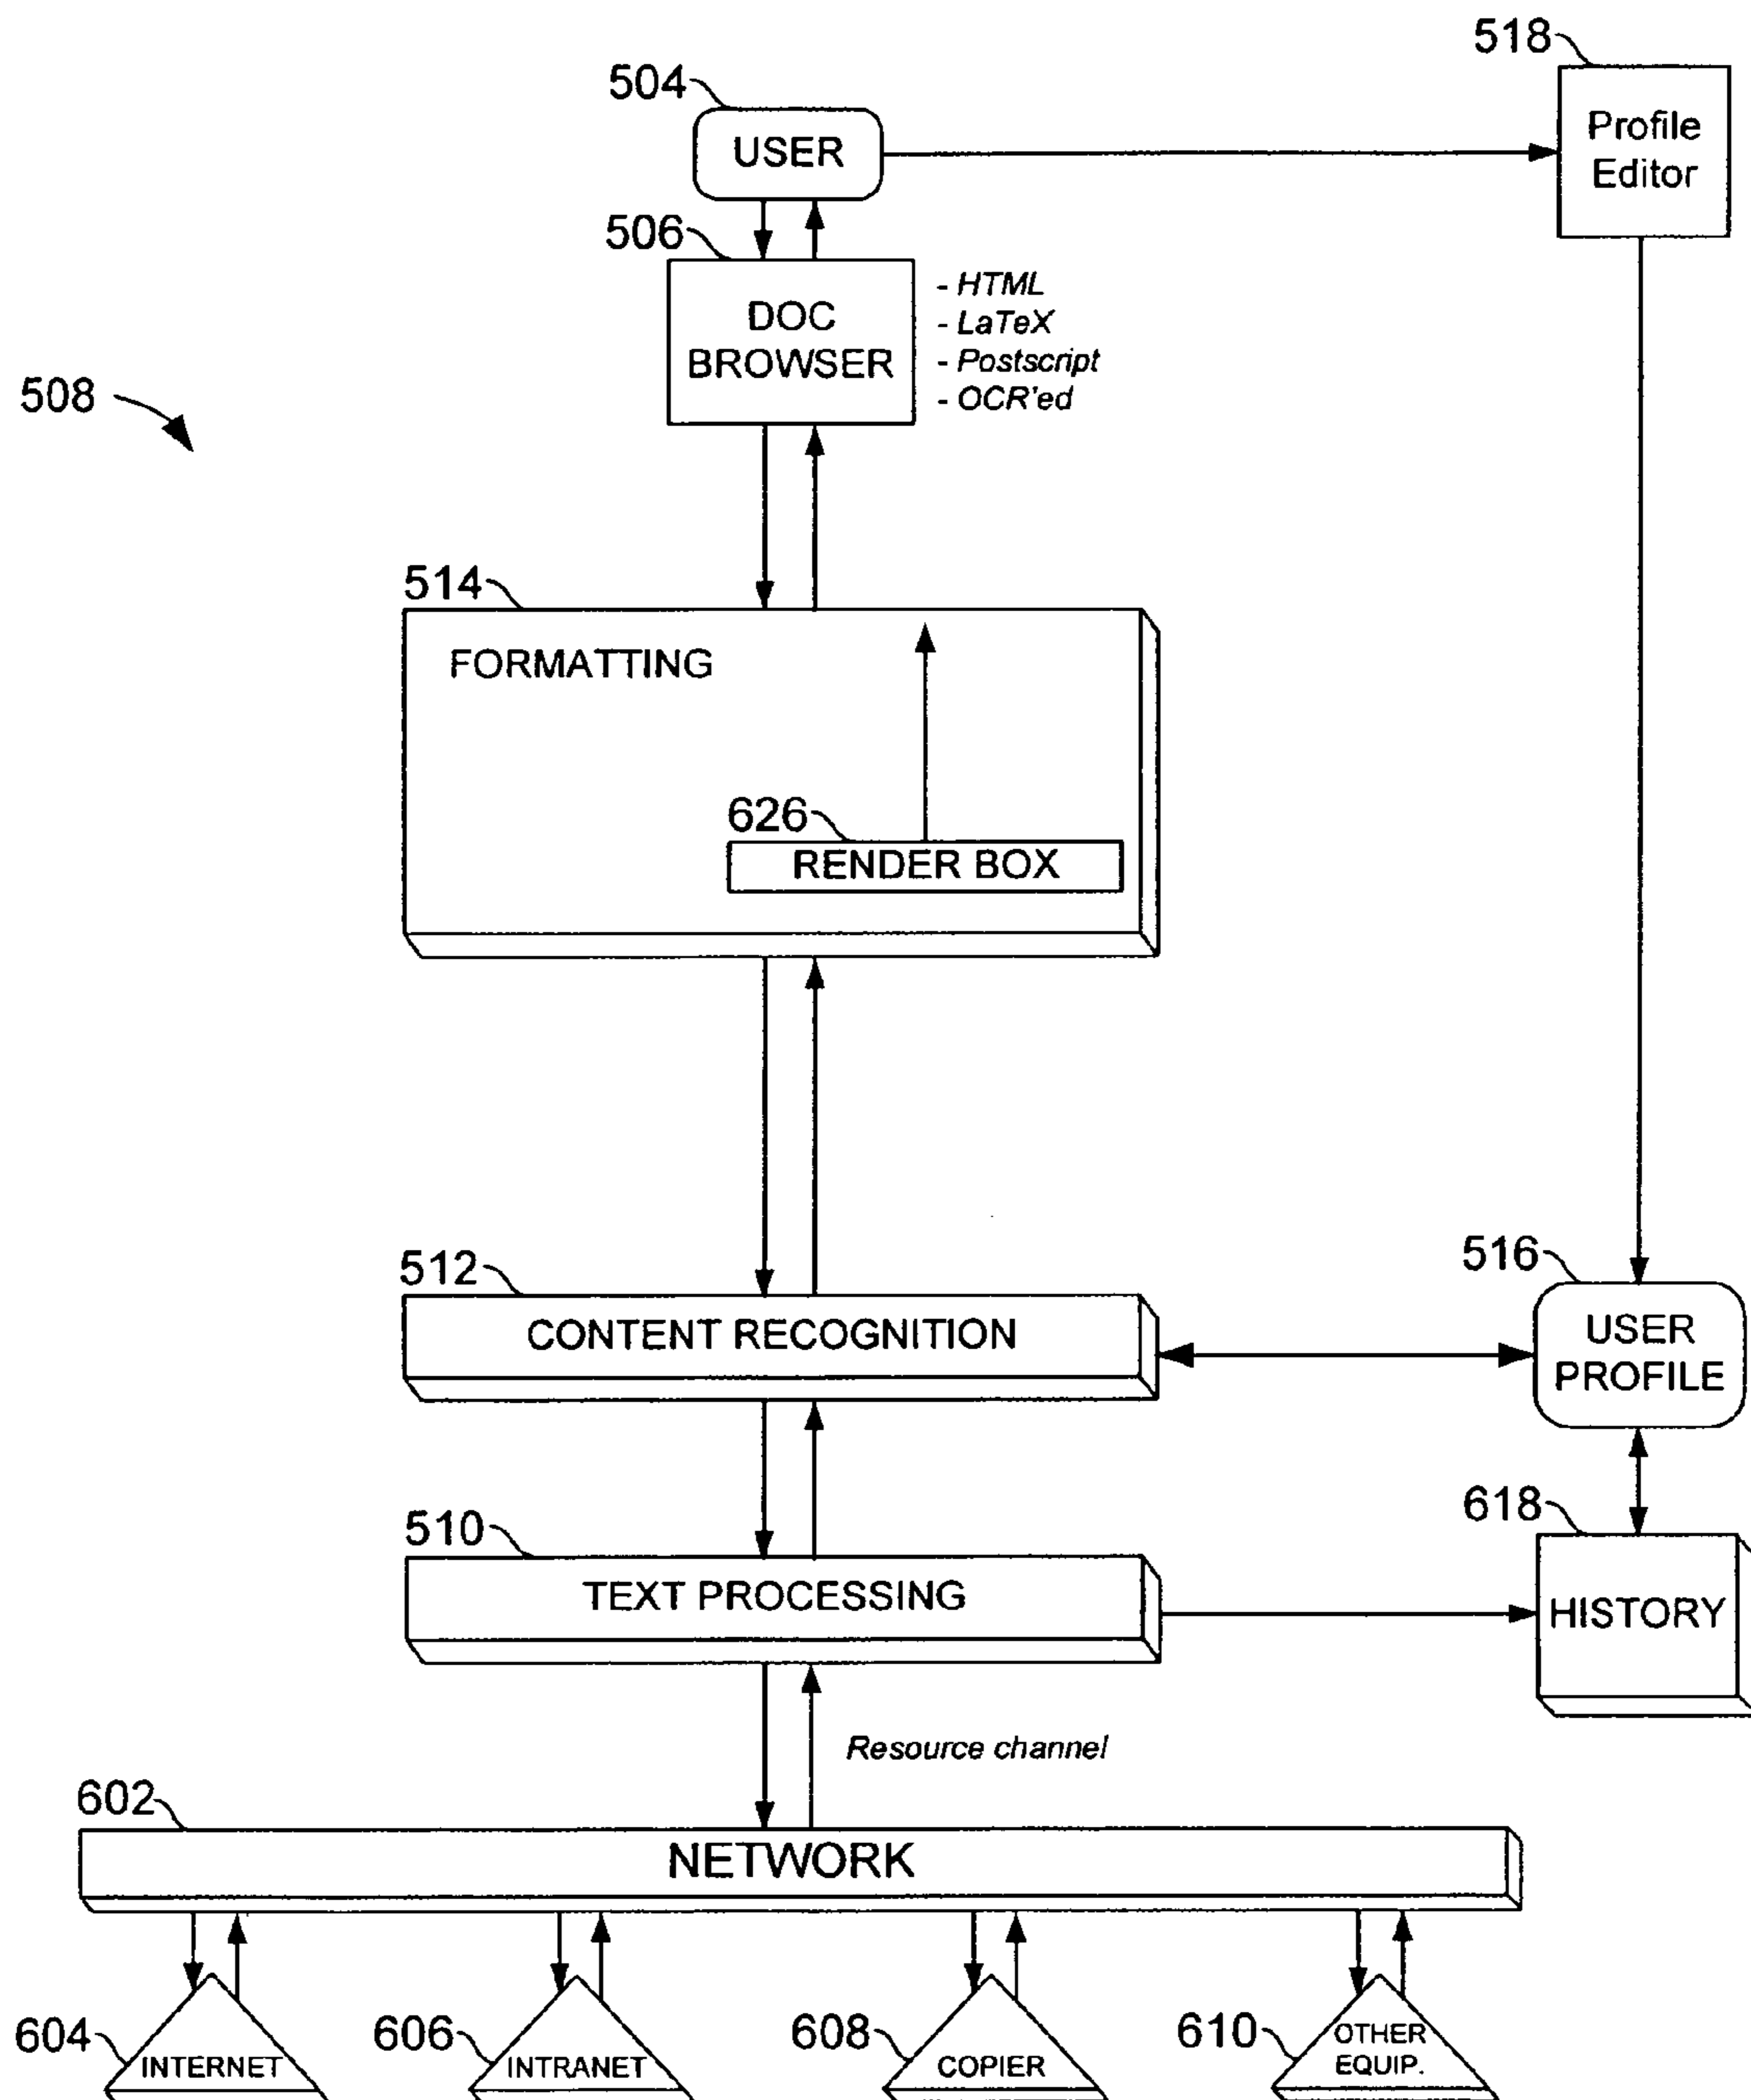 518
504
USER
Profile
Editor
506
DOC
BROWSER
- HTML
- LaTeX
- Postscript
- OCR'ed
508
514
FORMATTING
626
RENDER BOX
512
CONTENT RECOGNITION
516
USER
PROFILE
510
TEXT PROCESSING
618
HISTORY
Resource channel
602
NETWORK
604
INTERNET
606
INTRANET
608
COPIER
610
OTHER
EQUIP.